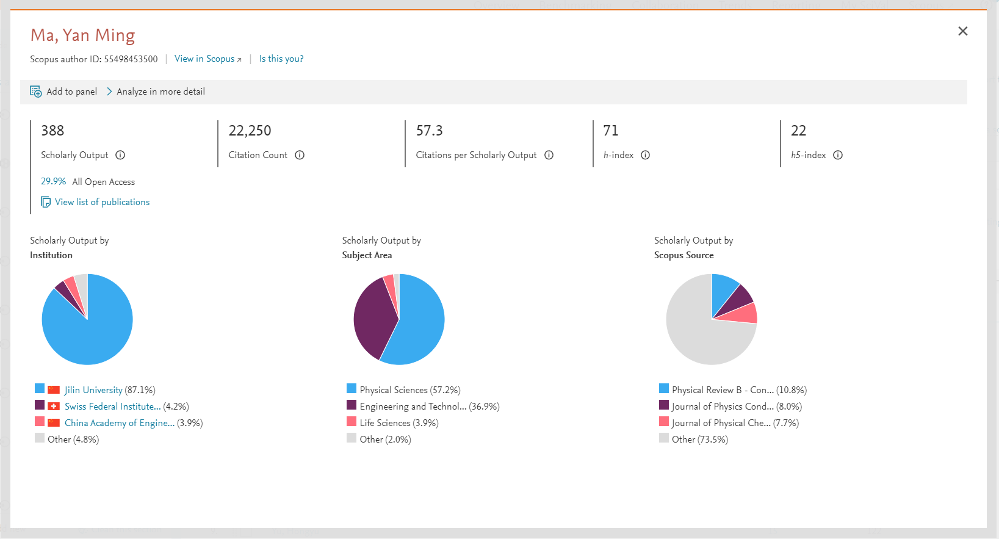 Ma, Yan Ming
Scopus author ID: 55498453500 | View in Scopus ↗ | Is this you?
Add to panel > Analyze in more detail
388
Scholarly Output
29.9% All Open Access
View list of publications
22,250
Citation Count
57.3
Citations per Scholarly Output
71
h-index
22
h5-index
Scholarly Output by
Institution
Jilin University (87.1%)
Swiss Federal Institute... (4.2%)
China Academy of Engine... (3.9%)
Other (4.8%)
Scholarly Output by
Subject Area
Physical Sciences (57.2%)
Engineering and Technol... (36.9%)
Life Sciences (3.9%)
Other (2.0%)
Scholarly Output by
Scopus Source
Physical Review B - Con... (10.8%)
Journal of Physics Cond... (8.0%)
Journal of Physical Che... (7.7%)
Other (73.5%)